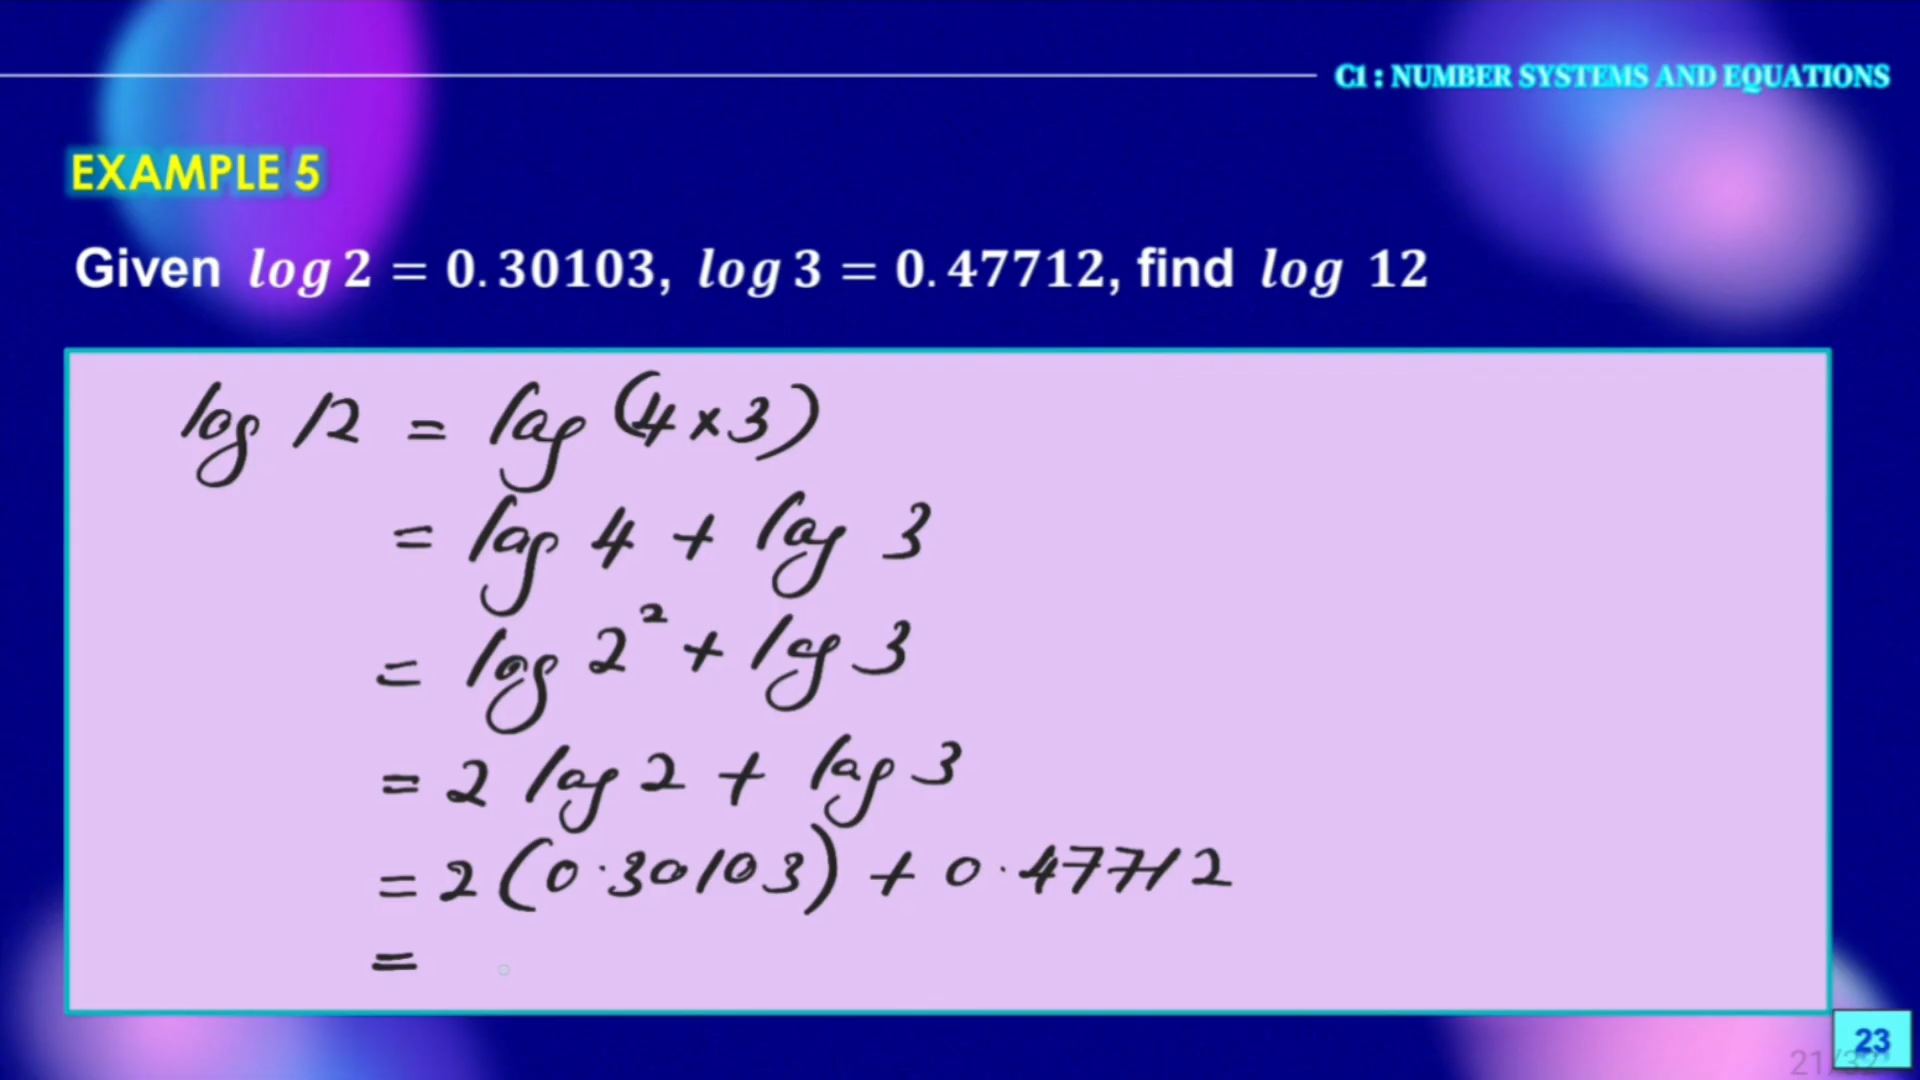 C1 : NUMBER SYSTEMS AND EQUATIONS
EXAMPLE 5
Given log 2 = 0.30103, log 3 = 0.47712, find log 12
log 12 = log (4 × 3)
= log 4 + log 3
= log 2² + log 3
= 2 log 2 + log 3
= 2 (0.30103) + 0.47712
=
23
21/32